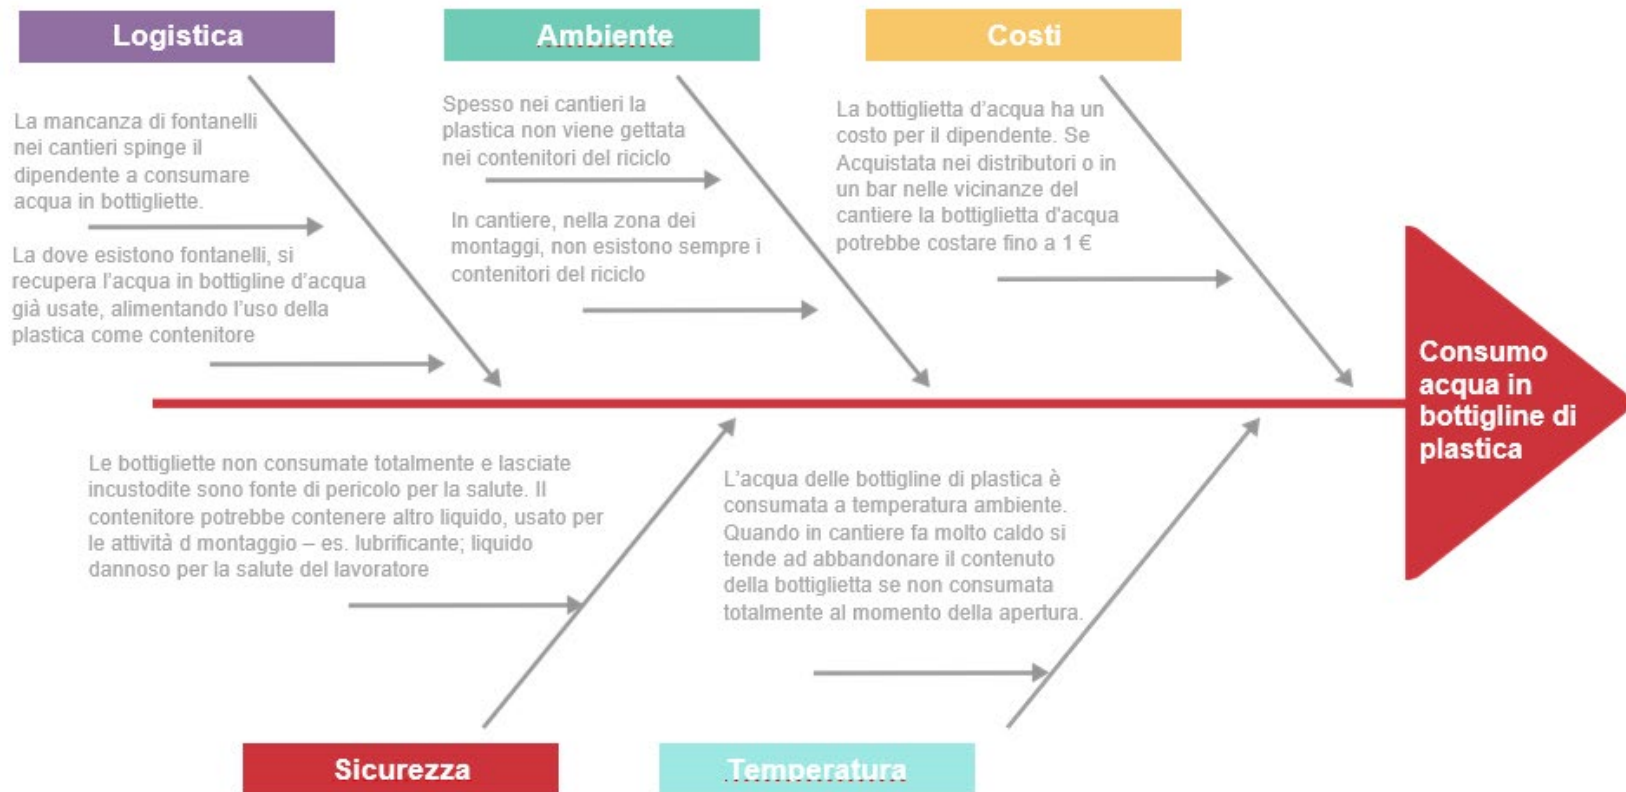 Logistica
La mancanza di fontanelli
nei cantieri spinge il
dipendente a consumare
acqua in bottigliette.
La dove esistono fontanelli, si
recupera l'acqua in bottigline d'acqua
già usate, alimentando l'uso della
plastica come contenitore
Ambiente
Spesso nei cantieri la
plastica non viene gettata
nei contenitori del riciclo
In cantiere, nella zona dei
montaggi, non esistono sempre i
contenitori del riciclo
Costi
La bottiglietta d'acqua ha un
costo per il dipendente. Se
Acquistata nei distributori o in
un bar nelle vicinanze del
cantiere la bottiglietta d'acqua
potrebbe costare fino a 1 €
Consumo
acqua in
bottigline di
plastica
Le bottigliette non consumate totalmente e lasciate
incustodite sono fonte di pericolo per la salute. Il
contenitore potrebbe contenere altro liquido, usato per
le attività d montaggio – es. lubrificante; liquido
dannoso per la salute del lavoratore
Sicurezza
L'acqua delle bottigline di plastica è
consumata a temperatura ambiente.
Quando in cantiere fa molto caldo si
tende ad abbandonare il contenuto
della bottiglietta se non consumata
totalmente al momento della apertura.
Temperatura